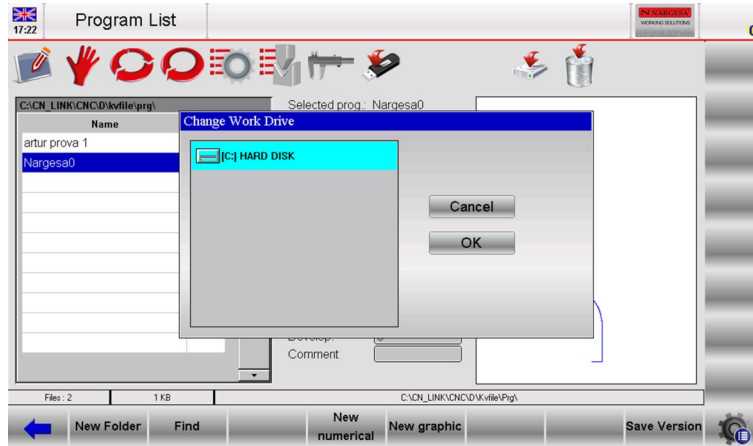 17:22
Program List
NARGESA
WORKING SOLUTIONS
C:\CN_LINK\CNC\D\kvfile\prg\
Selected prog.: Nargesa0
Name
Change Work Drive
artur prova 1
Nargesa0
[C:] HARD DISK
Cancel
OK
Comment
Files : 2
1 KB
C:\CN_LINK\CNC\D\Kvfile\Prg\
New Folder
Find
New numerical
New graphic
Save Version